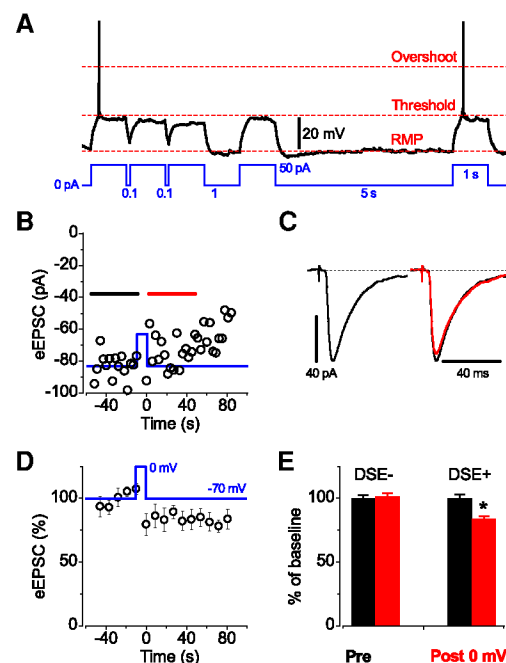 A
Overshoot
Threshold
20 mV
RMP
50 pA
0 pA
0.1
0.1
1
5 s
1 s
B
0
-20
-40
-60
-80
-100
eEPSC (pA)
-40
0
40
80
Time (s)
C
40 pA
40 ms
D
0 mV
-70 mV
100
50
0
eEPSC (%)
-40
0
40
80
Time (s)
E
DSE-
DSE+
*
100
50
0
% of baseline
Pre
Post 0 mV